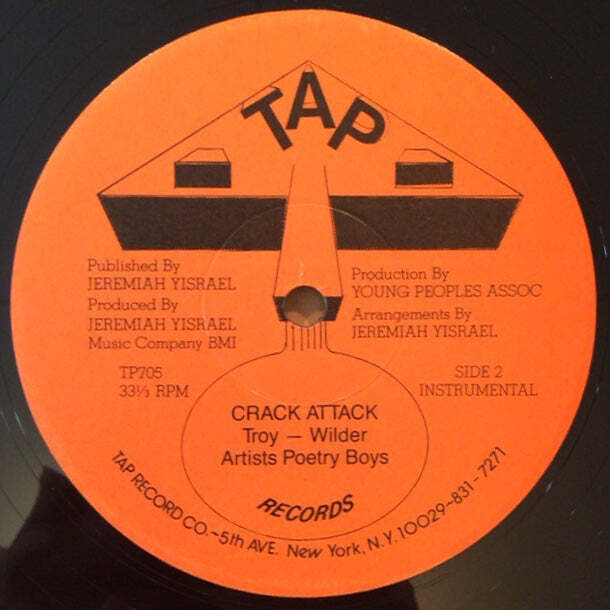 TAP
Published By
JEREMIAH YISRAEL
Produced By
JEREMIAH YISRAEL
Music Company BMI
Production By
YOUNG PEOPLES ASSOC
Arrangements By
JEREMIAH YISRAEL
TP705
33⅓ RPM
SIDE 2
INSTRUMENTAL
CRACK ATTACK
Troy — Wilder
Artists Poetry Boys
RECORDS
TAP RECORD CO.~5th AVE. New York, N.Y. 10029~831-7271